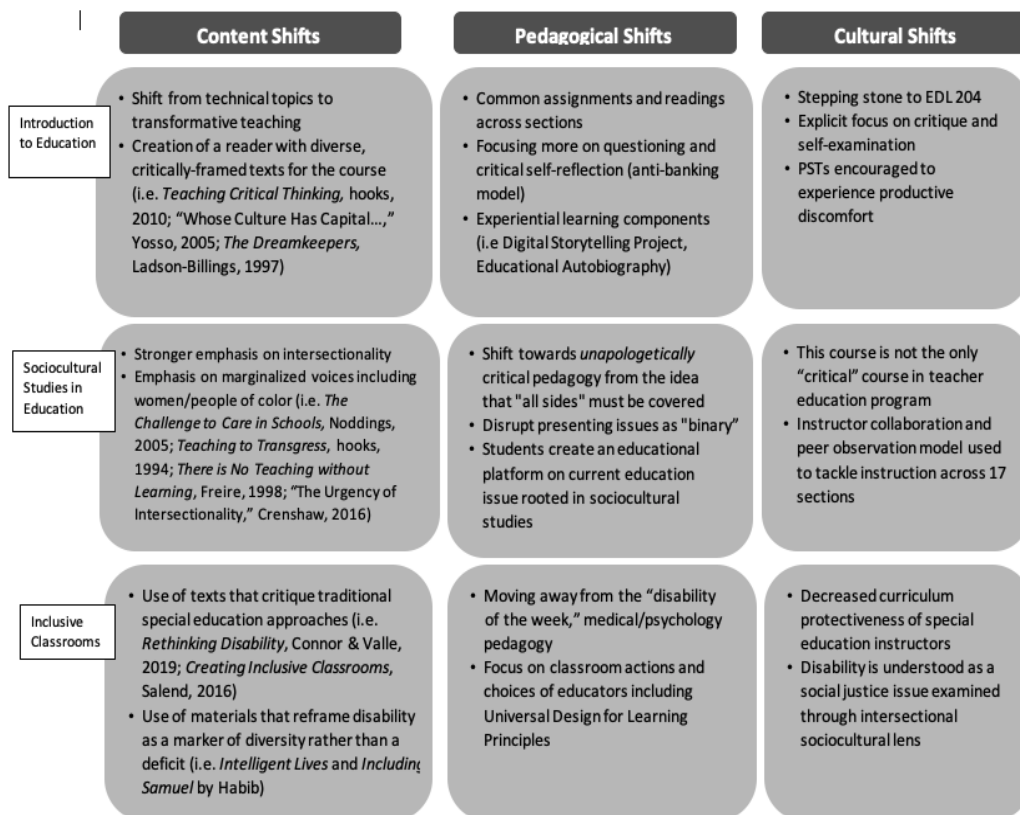 Content Shifts
Pedagogical Shifts
Cultural Shifts
Introduction
to Education
• Shift from technical topics to
transformative teaching
• Creation of a reader with diverse,
critically-framed texts for the course
(i.e. Teaching Critical Thinking, hooks,
2010; “Whose Culture Has Capital…,”
Yosso, 2005; The Dreamkeepers,
Ladson-Billings, 1997)
• Common assignments and readings
across sections
• Focusing more on questioning and
critical self-reflection (anti-banking
model)
• Experiential learning components
(i.e Digital Storytelling Project,
Educational Autobiography)
• Stepping stone to EDL 204
• Explicit focus on critique and
self-examination
• PSTs encouraged to
experience productive
discomfort
Sociocultural
Studies in
Education
• Stronger emphasis on intersectionality
• Emphasis on marginalized voices including
women/people of color (i.e. The
Challenge to Care in Schools, Noddings,
2005; Teaching to Transgress, hooks,
1994; There is No Teaching without
Learning, Freire, 1998; “The Urgency of
Intersectionality,” Crenshaw, 2016)
• Shift towards unapologetically
critical pedagogy from the idea
that "all sides" must be covered
• Disrupt presenting issues as "binary”
• Students create an educational
platform on current education
issue rooted in sociocultural
studies
• This course is not the only
“critical” course in teacher
education program
• Instructor collaboration and
peer observation model used
to tackle instruction across 17
sections
Inclusive
Classrooms
• Use of texts that critique traditional
special education approaches (i.e.
Rethinking Disability, Connor & Valle,
2019; Creating Inclusive Classrooms,
Salend, 2016)
• Use of materials that reframe disability
as a marker of diversity rather than a
deficit (i.e. Intelligent Lives and Including
Samuel by Habib)
• Moving away from the “disability
of the week,” medical/psychology
pedagogy
• Focus on classroom actions and
choices of educators including
Universal Design for Learning
Principles
• Decreased curriculum
protectiveness of special
education instructors
• Disability is understood as a
social justice issue examined
through intersectional
sociocultural lens